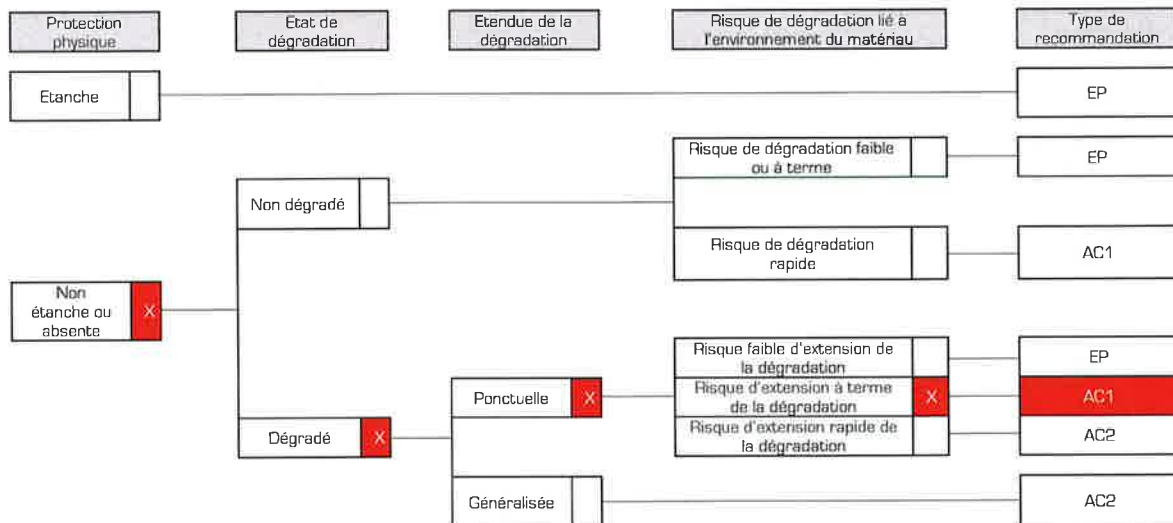 Protection
physique
Etat de
dégradation
Etendue de la
dégradation
Risque de dégradation lié à
l'environnement du matériau
Type de
recommandation
Etanche
EP
Risque de dégradation faible
ou à terme
EP
Non dégradé
Risque de dégradation
rapide
AC1
Non
étanche ou
absente
X
Risque faible d'extension de
la dégradation
EP
Ponctuelle
X
Risque d'extension à terme
de la dégradation
X
AC1
Dégradé
X
Risque d'extension rapide de
la dégradation
AC2
Généralisée
AC2